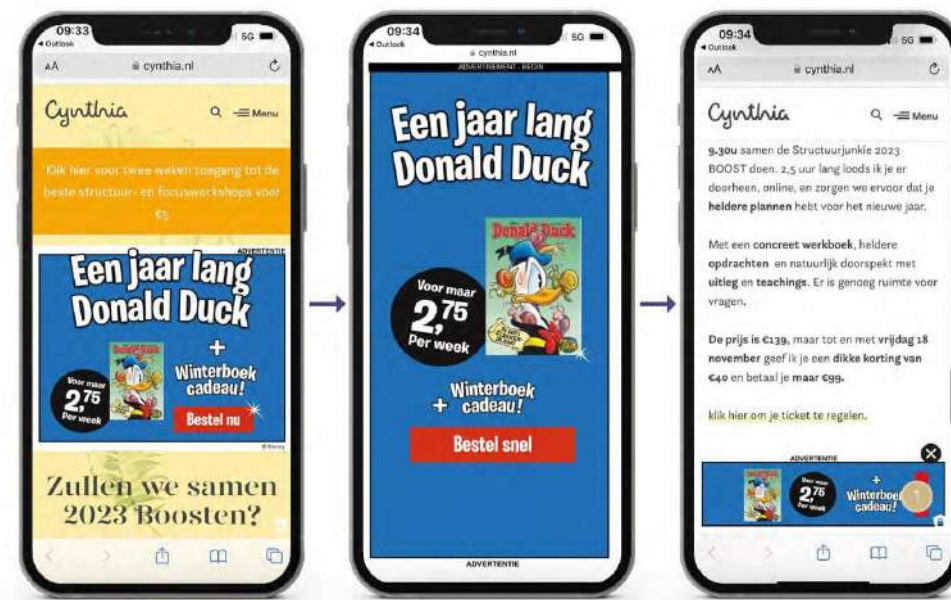 09:33
5G
Outlook
AA
cynthia.nl
Cynthia
Menu
Klik hier voor twee weken toegang tot de
beste structuur- en focusworkshops voor
€5
ADVERTENTIE
Een jaar lang
Donald Duck
Donald Duck
Voor maar
2,75
Per week
+
Winterboek
cadeau!
Bestel nu
© Disney
Zullen we samen
2023 Boosten?
09:34
5G
Outlook
cynthia.nl
ADVERTISEMENT - BEGIN
Een jaar lang
Donald Duck
Donald Duck
Voor maar
2,75
Per week
Winterboek
+ cadeau!
Bestel snel
ADVERTENTIE
09:34
5G
Outlook
AA
cynthia.nl
Cynthia
Menu
9.30u samen de Structuurjunkie 2023
BOOST doen. 2,5 uur lang loods ik je er
doorheen, online, en zorgen we ervoor dat je
heldere plannen hebt voor het nieuwe jaar.
Met een concreet werkboek, heldere
opdrachten en natuurlijk doorspekt met
uitleg en teachings. Er is genoeg ruimte voor
vragen.
De prijs is €139, maar tot en met vrijdag 18
november geef ik je een dikke korting van
€40 en betaal je maar €99.
klik hier om je ticket te regelen.
ADVERTENTIE
Voor maar
2,75
Per week
+
Winterboek
cadeau!